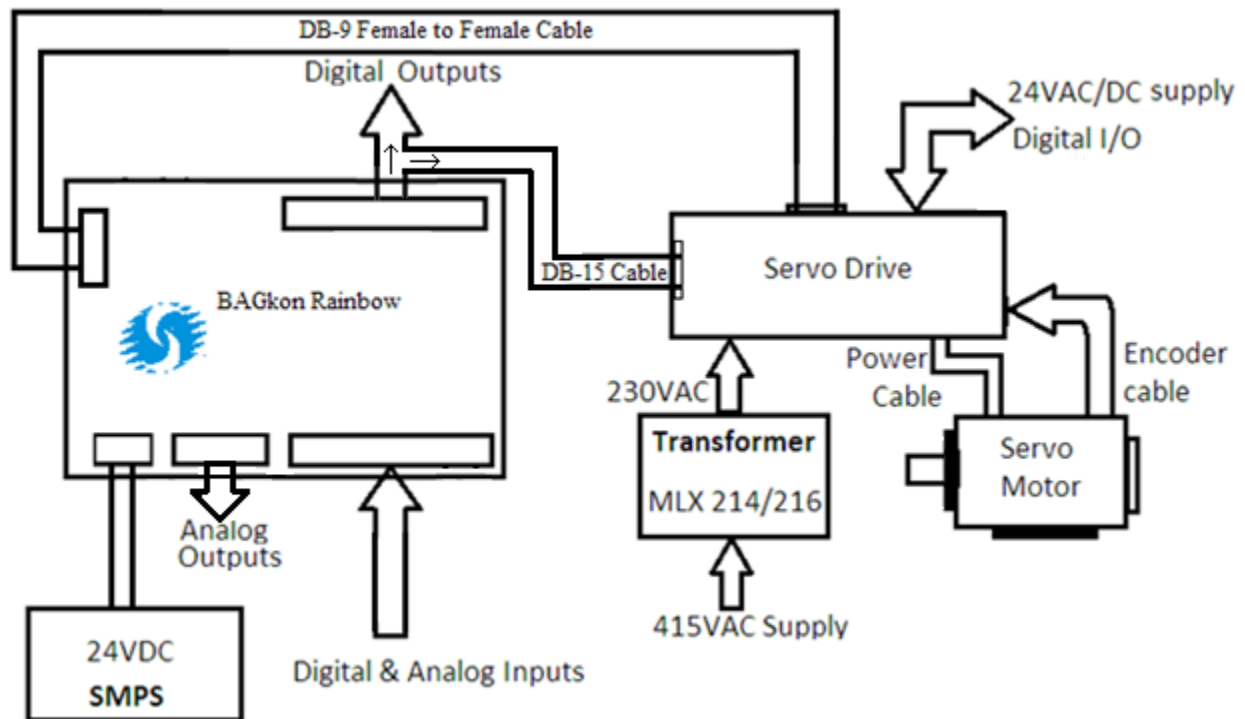 DB-9 Female to Female Cable
Digital Outputs
24VAC/DC supply
Digital I/O
DB-15 Cable
Servo Drive
BAGkon Rainbow
Power
Cable
Encoder
cable
230VAC
Transformer
MLX 214/216
Servo
Motor
Analog
Outputs
415VAC Supply
24VDC
SMPS
Digital & Analog Inputs